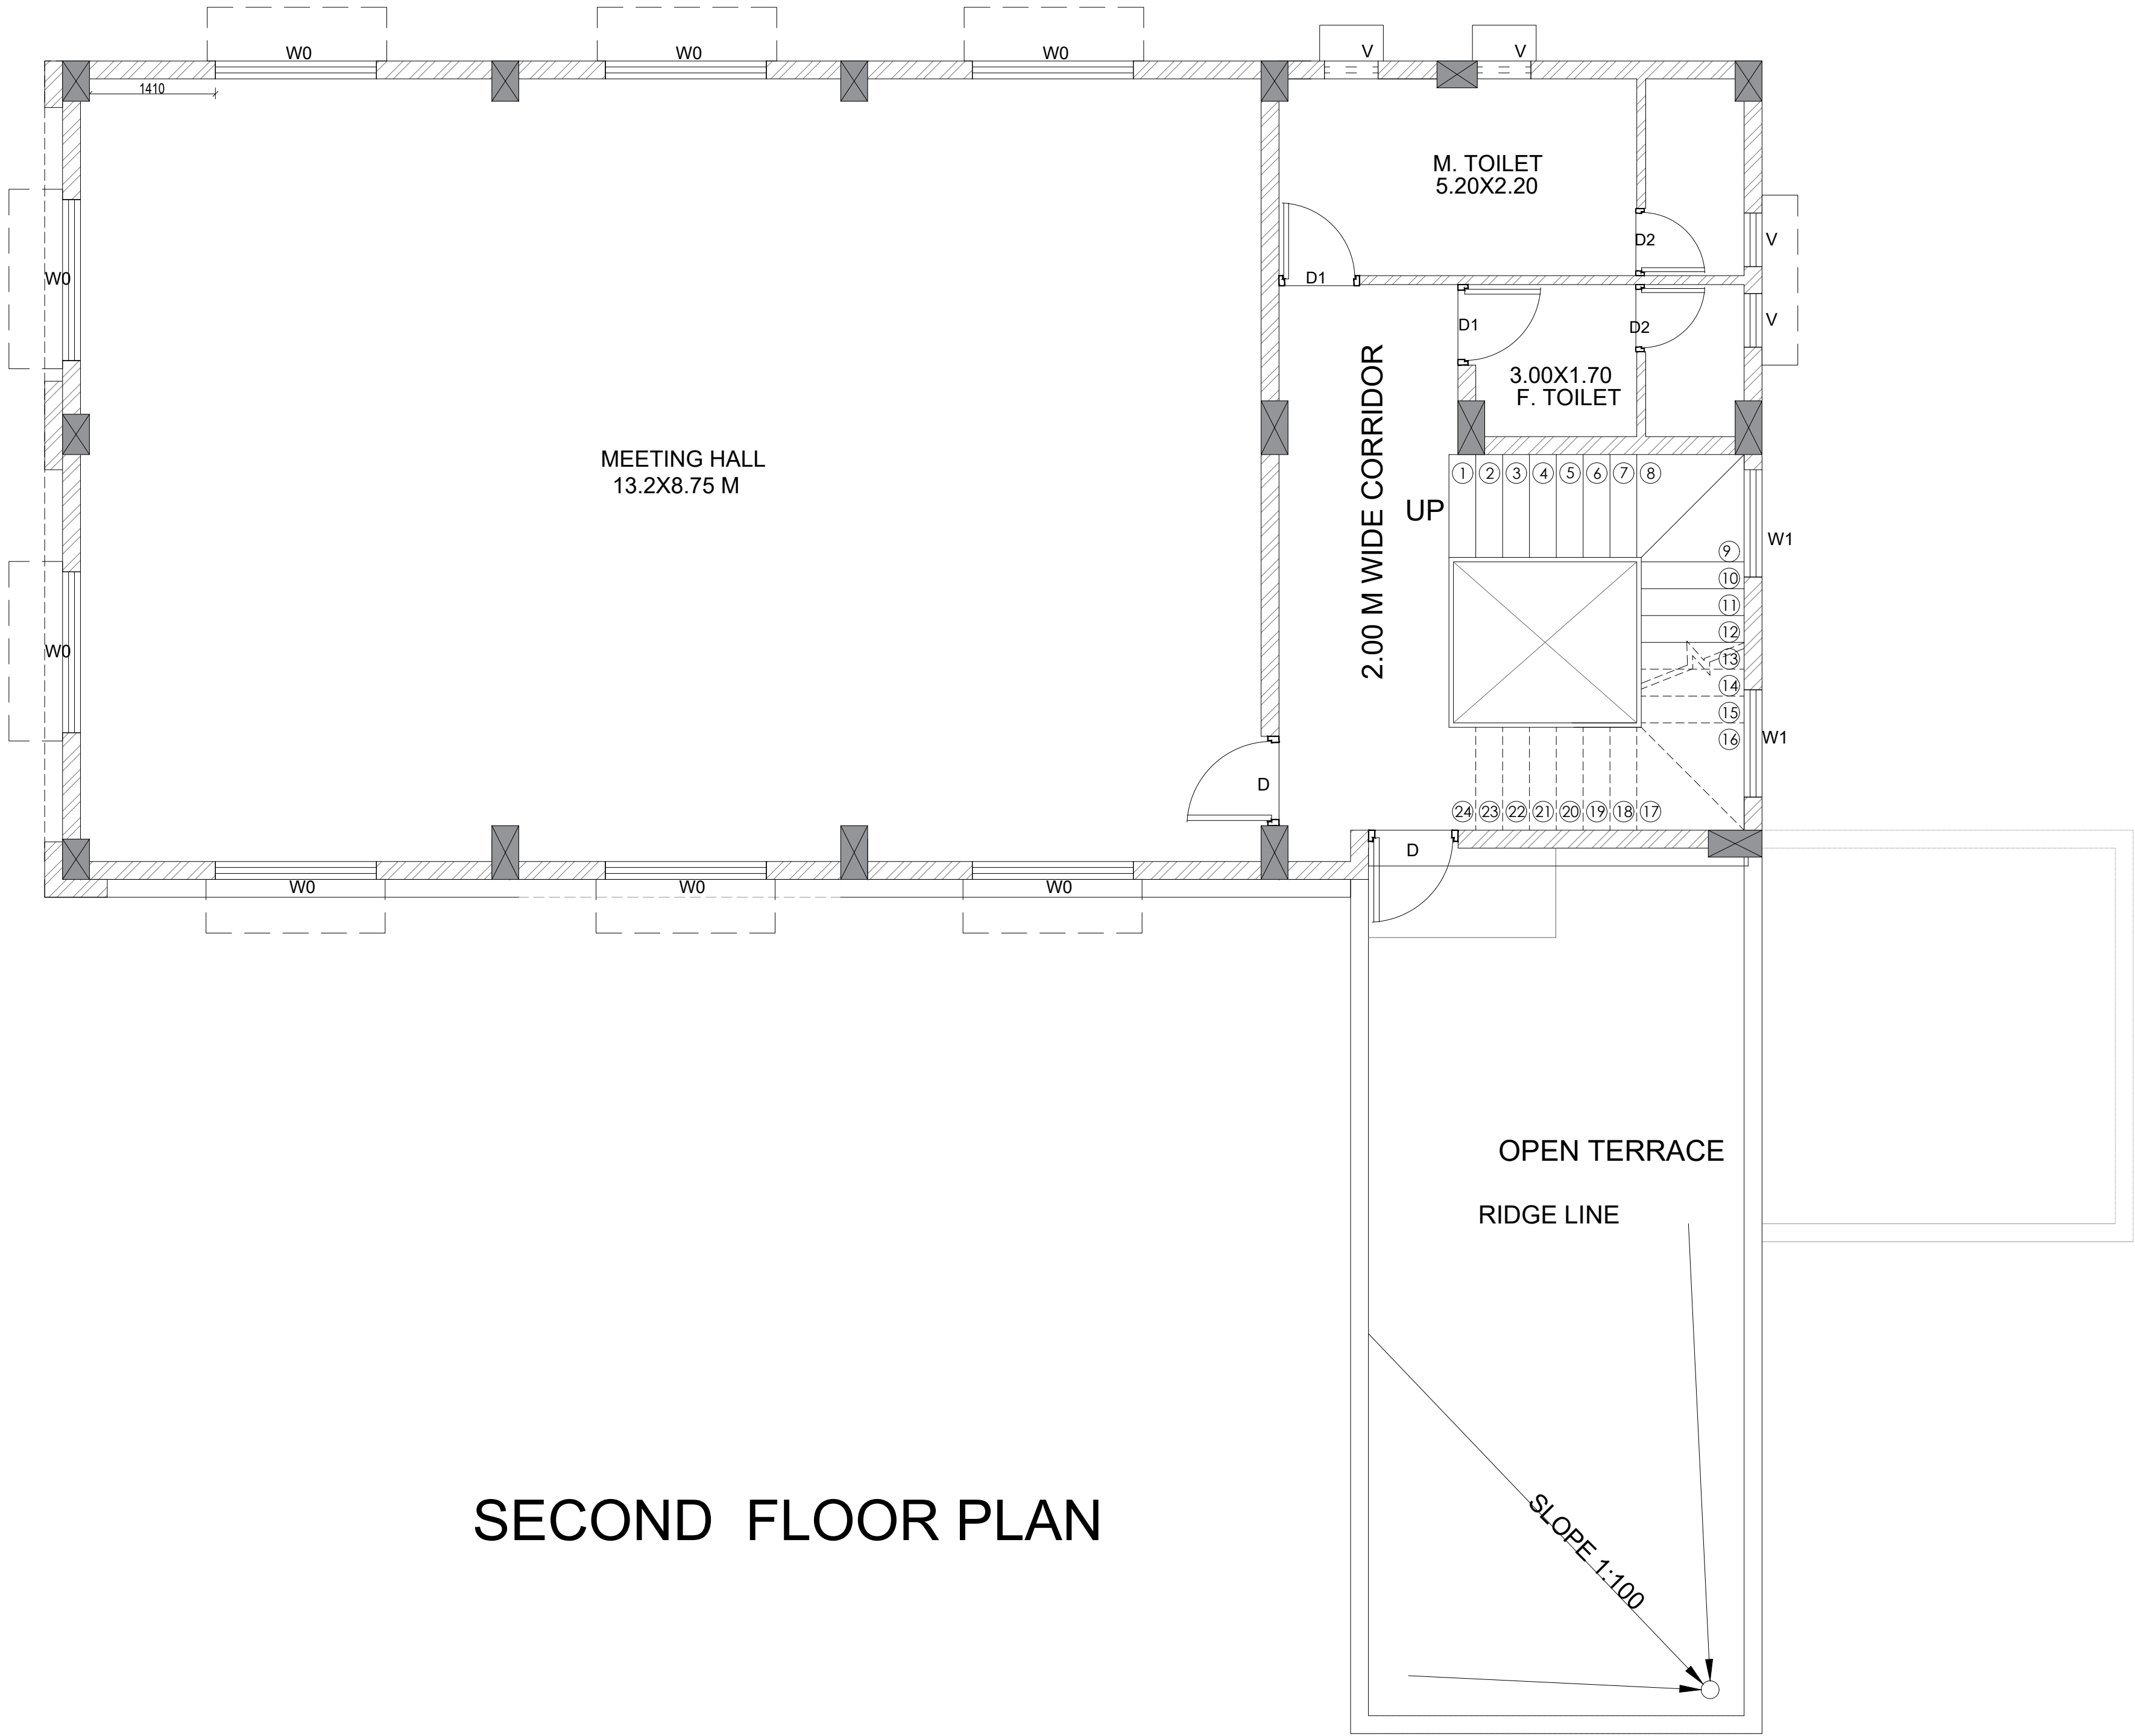 W0
W0
W0
V
V
1410
M. TOILET
5.20X2.20
D2
V
W0
D1
V
D1
D2
3.00X1.70
F. TOILET
2.00 M WIDE CORRIDOR
MEETING HALL
13.2X8.75 M
UP
1 2 3 4 5 6 7 8
W1
9
10
11
12
13
14
15
16
W0
W1
D
24 23 22 21 20 19 18 17
D
W0
W0
W0
OPEN TERRACE
RIDGE LINE
SLOPE 1:100
SECOND FLOOR PLAN